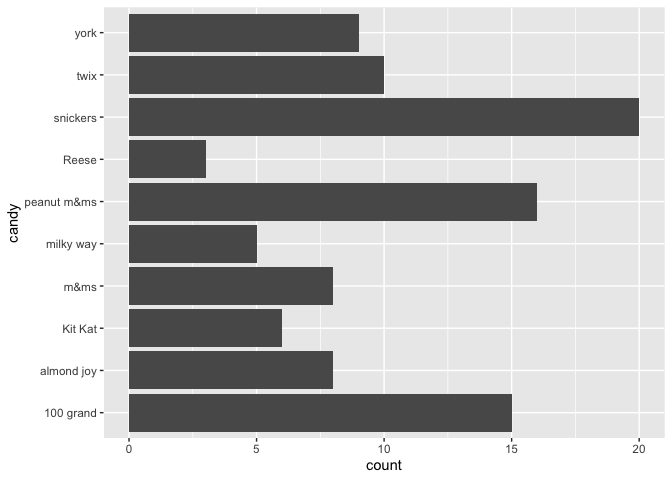 york
twix
snickers
Reese
peanut m&ms
milky way
m&ms
Kit Kat
almond joy
100 grand
candy
0 5 10 15 20
count